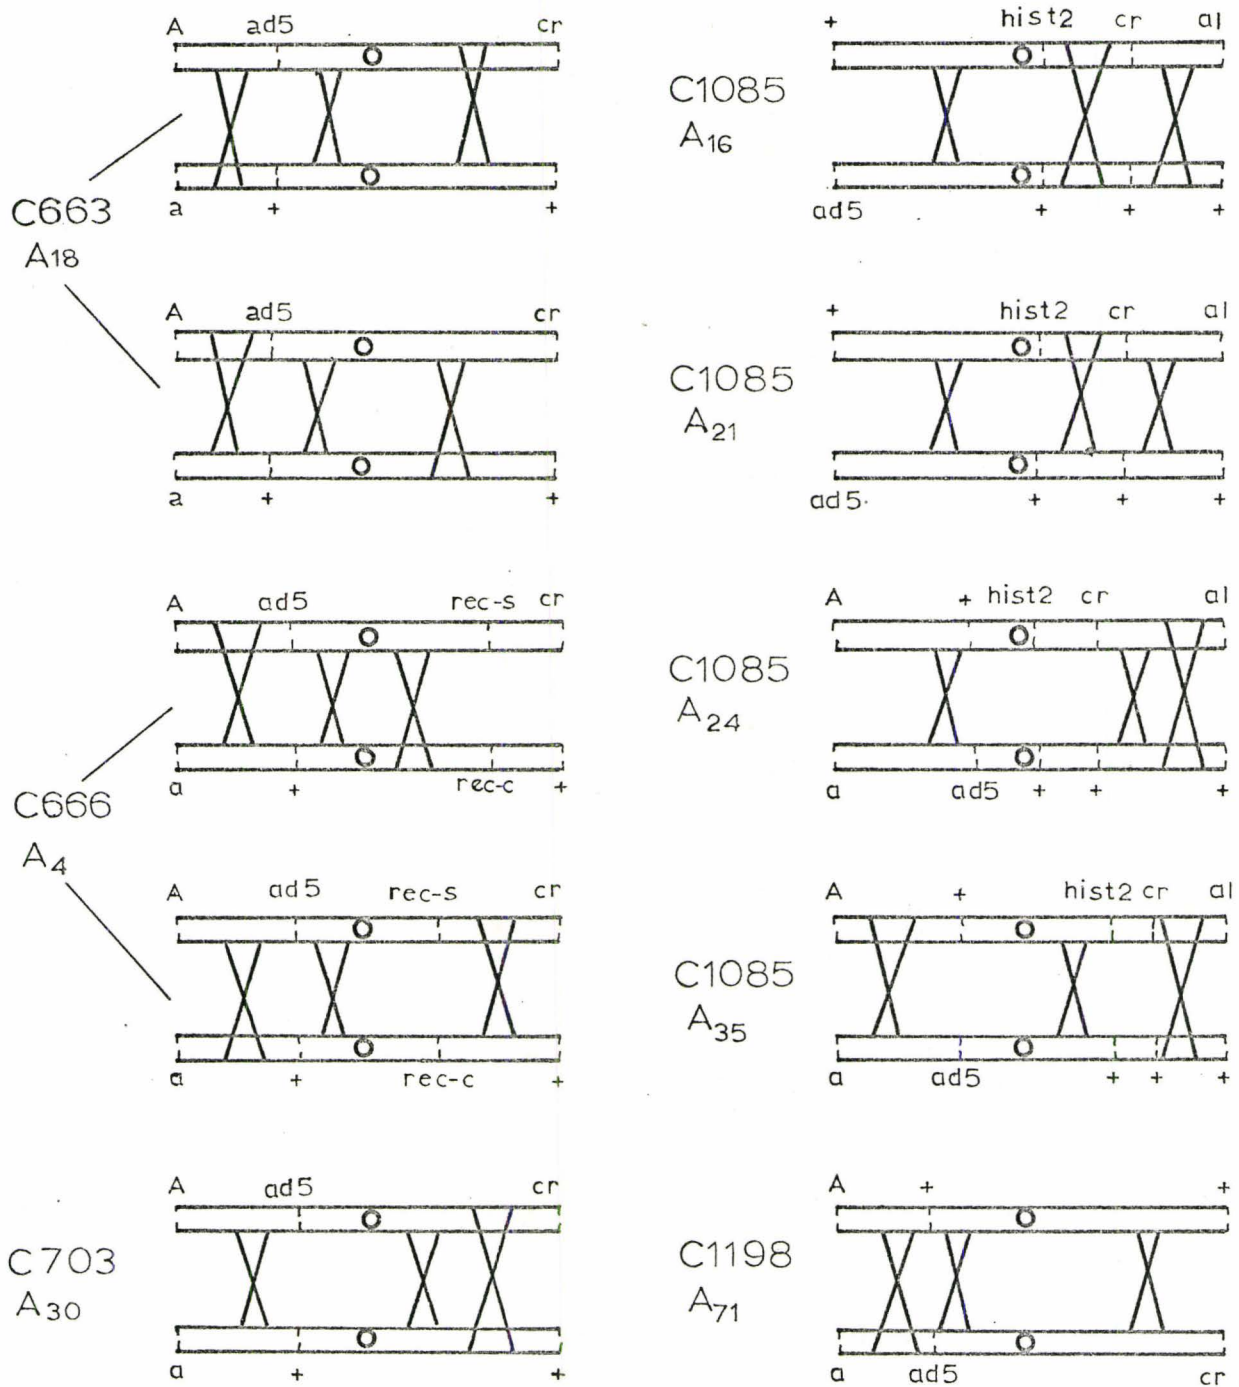 A ad5 cr
C663
A18
a + +
A ad5 cr
a + +
A ad5 rec-s cr
C666
A4
a + rec-c +
A ad5 rec-s cr
a + rec-c +
A ad5 cr
C703
A30
a + +
+ hist2 cr al
C1085
A16
ad5 + + +
+ hist2 cr al
C1085
A21
ad5 + + +
A + hist2 cr al
C1085
A24
a ad5 + + +
A + hist2 cr al
C1085
A35
a ad5 + + +
A + +
C1198
A71
a ad5 cr